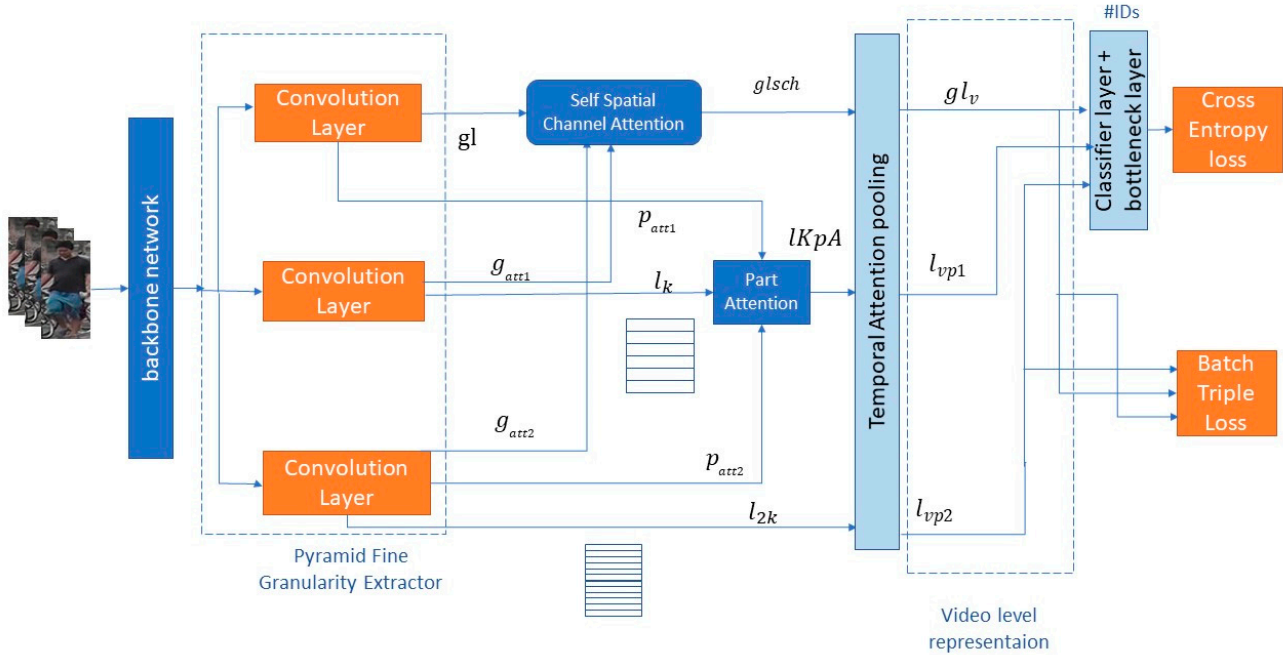 #IDs
Convolution
Layer
gl
Self Spatial
Channel Attention
glsch
gl_v
Classifier layer +
bottleneck layer
Cross
Entropy
loss
backbone network
p_att1
lKpA
Temporal Attention pooling
Convolution
Layer
g_att1
l_k
Part
Attention
l_vp1
Batch
Triple
Loss
g_att2
Convolution
Layer
p_att2
l_2k
l_vp2
Pyramid Fine
Granularity Extractor
Video level
representaion